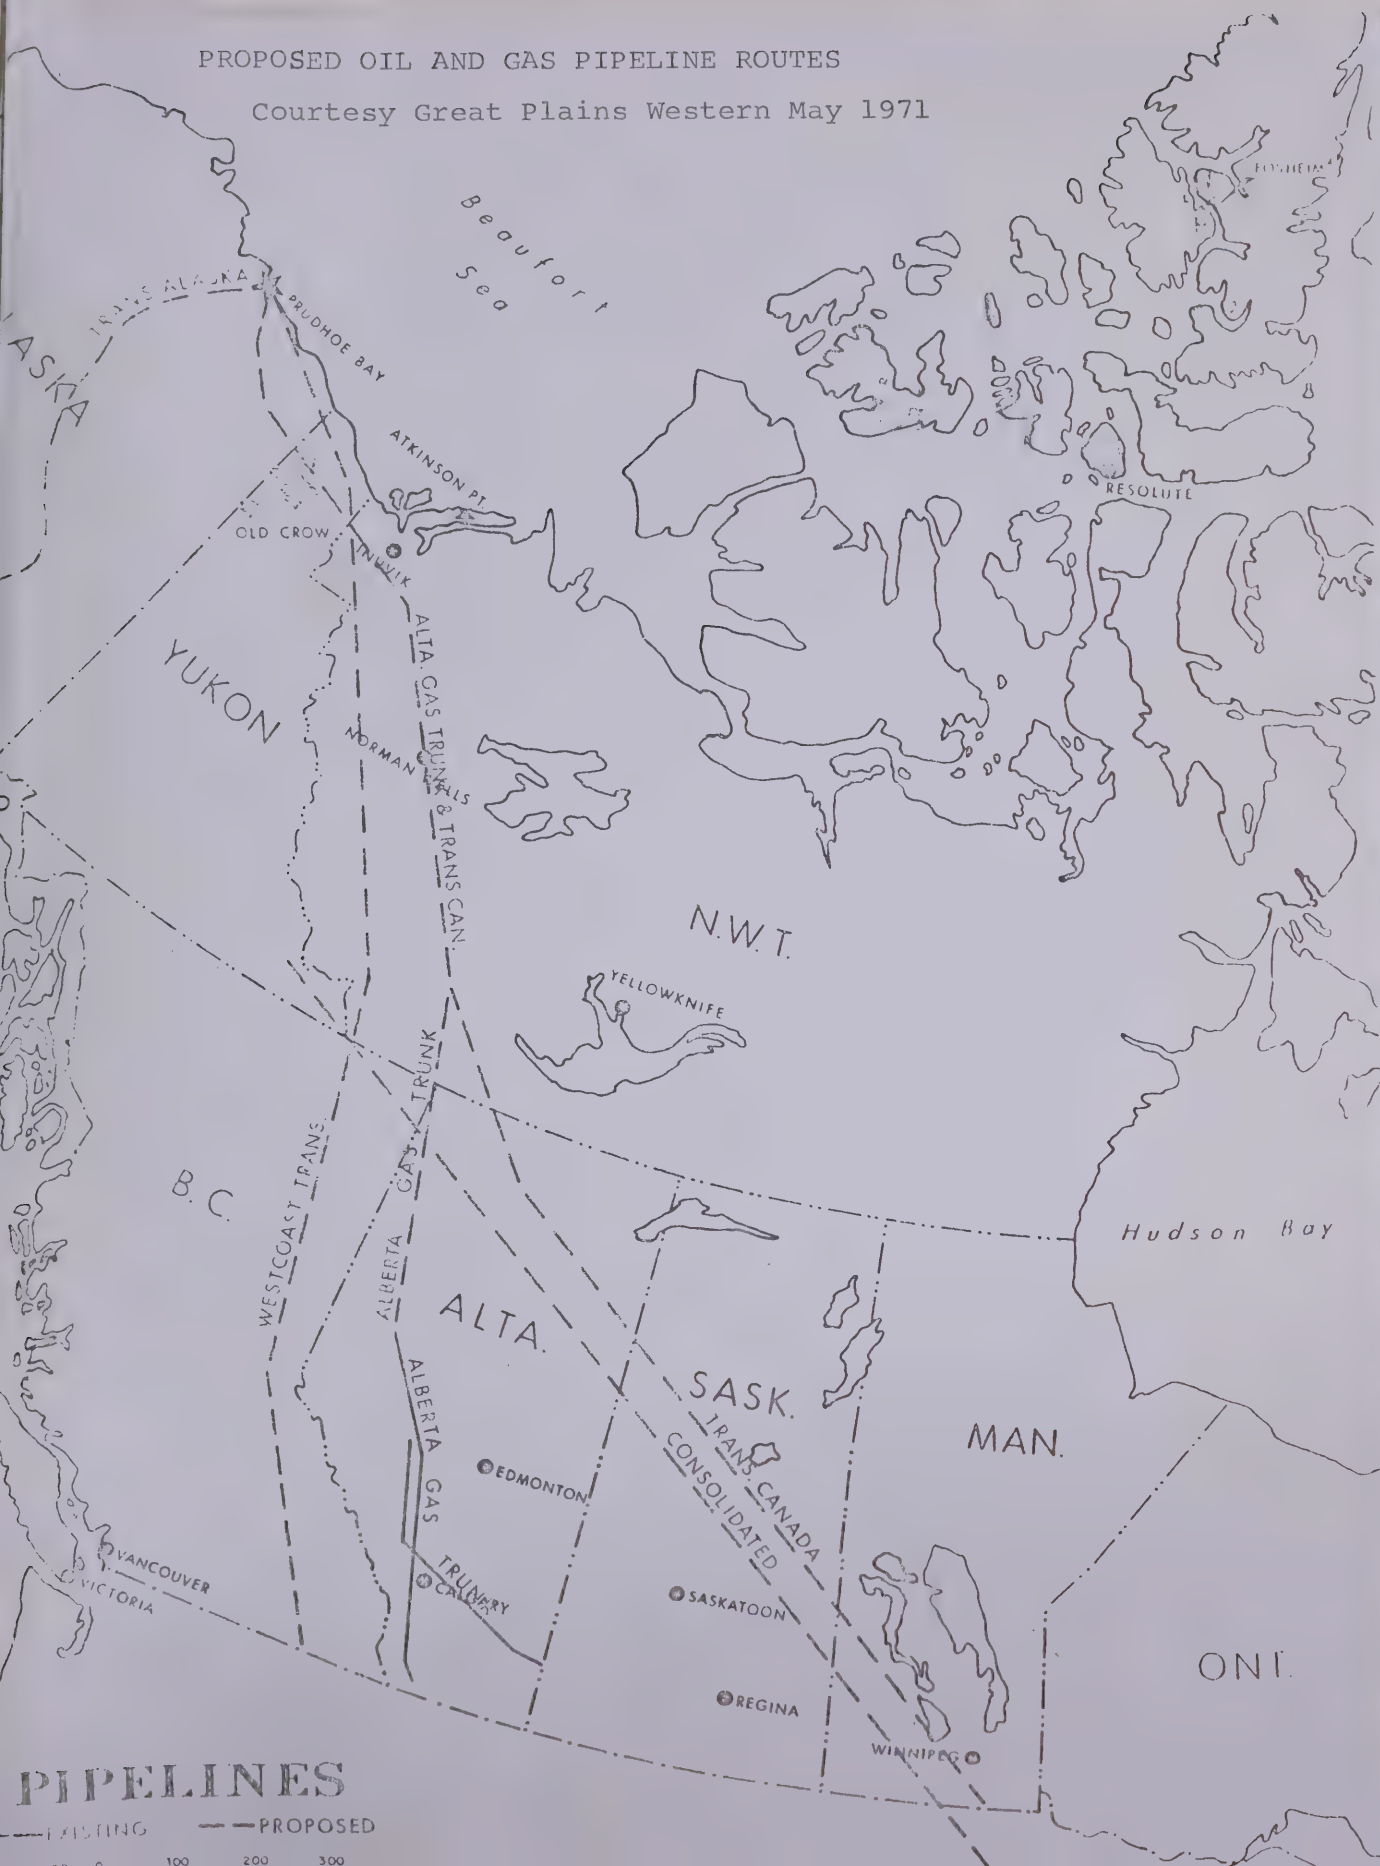 PROPOSED OIL AND GAS PIPELINE ROUTES
Courtesy Great Plains Western May 1971
Beaufort
Sea
TRANS ALASKA
PRUDHOE BAY
ASKA
ATKINSON PT.
RESOLUTE
OLD CROW
INUVIK
YUKON
ALTA. GAS TRUNK & TRANS CAN.
NORMAN WELLS
N.W.T.
YELLOWKNIFE
B.C.
WESTCOAST TRANS.
ALBERTA GAS TRUNK
Hudson Bay
ALTA.
SASK.
MAN.
ALBERTA GAS TRUNK
TRANS. CANADA
CONSOLIDATED
EDMONTON
CALGARY
VANCOUVER
VICTORIA
SASKATOON
REGINA
ONT.
WINNIPEG
PIPELINES
EXISTING
PROPOSED
0 100 200 300